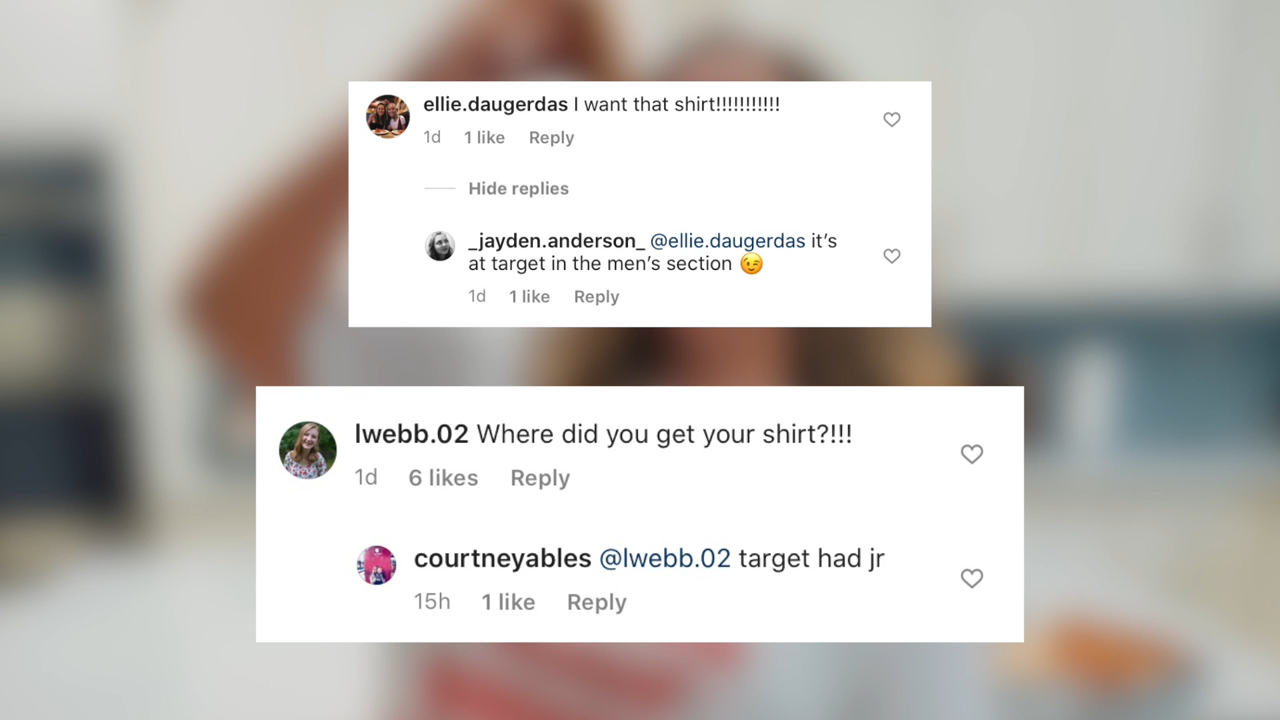 ellie.daugerdas I want that shirt!!!!!!!!!!!
1d 1 like Reply
Hide replies
_jayden.anderson_ @ellie.daugerdas it’s
at target in the men’s section 😉
1d 1 like Reply
lwebb.02 Where did you get your shirt?!!!
1d 6 likes Reply
courtneyables @lwebb.02 target had jr
15h 1 like Reply